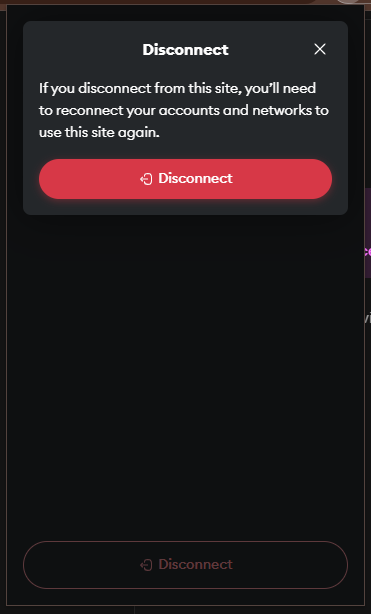 Disconnect
If you disconnect from this site, you’ll need
to reconnect your accounts and networks to
use this site again.
Disconnect
Disconnect